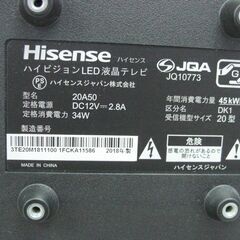 Hisense ハイセンス
ハイビジョンLED液晶テレビ
PS E
ハイセンスジャパン株式会社
JQA
JQ10773
G
型名: 20A50
定格電源: DC12V⎓2.8A
定格消費電力: 34W
年間消費電力量: 45kW
区分名: DK1
受信機型サイズ: 20型
製造番号
3TE20M1811100 1FCKA11586 2018年製
MADE IN CHINA
危険
ハイセンスジャパン